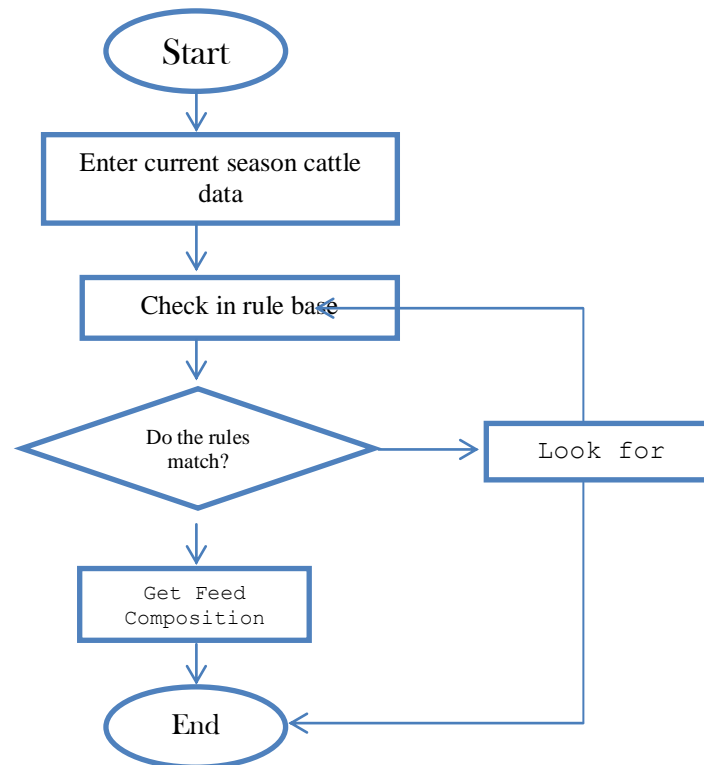 Start
Enter current season cattle
data
Check in rule base
Do the rules
match?
Look for
Get Feed
Composition
End